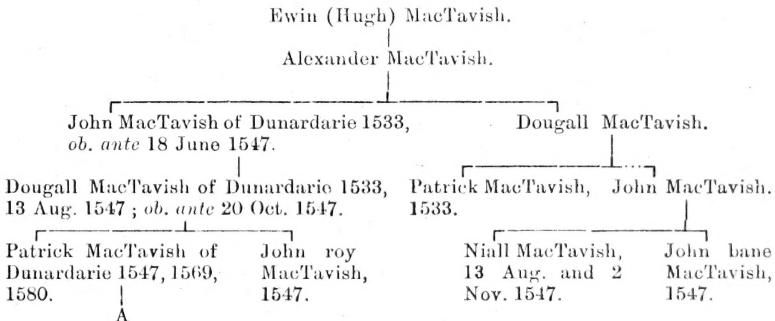 Ewin (Hugh) MacTavish.
Alexander MacTavish.
John MacTavish of Dunardarie 1533,
ob. ante 18 June 1547.
Dougall MacTavish.
Dougall MacTavish of Dunardarie 1533,
13 Aug. 1547 ; ob. ante 20 Oct. 1547.
Patrick MacTavish,
1533.
John MacTavish.
Patrick MacTavish of
Dunardarie 1547, 1569,
1580.
John roy
MacTavish,
1547.
Niall MacTavish,
13 Aug. and 2
Nov. 1547.
John bane
MacTavish,
1547.
A